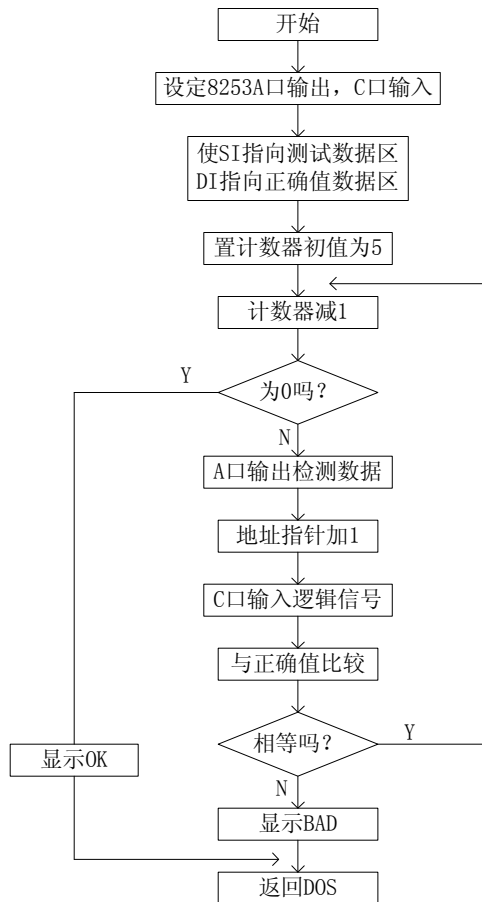 开始
设定8253A口输出，C口输入
使SI指向测试数据区
DI指向正确值数据区
置计数器初值为5
计数器减1
Y
为0吗?
N
A口输出检测数据
地址指针加1
C口输入逻辑信号
与正确值比较
相等吗?
Y
显示OK
N
显示BAD
返回DOS